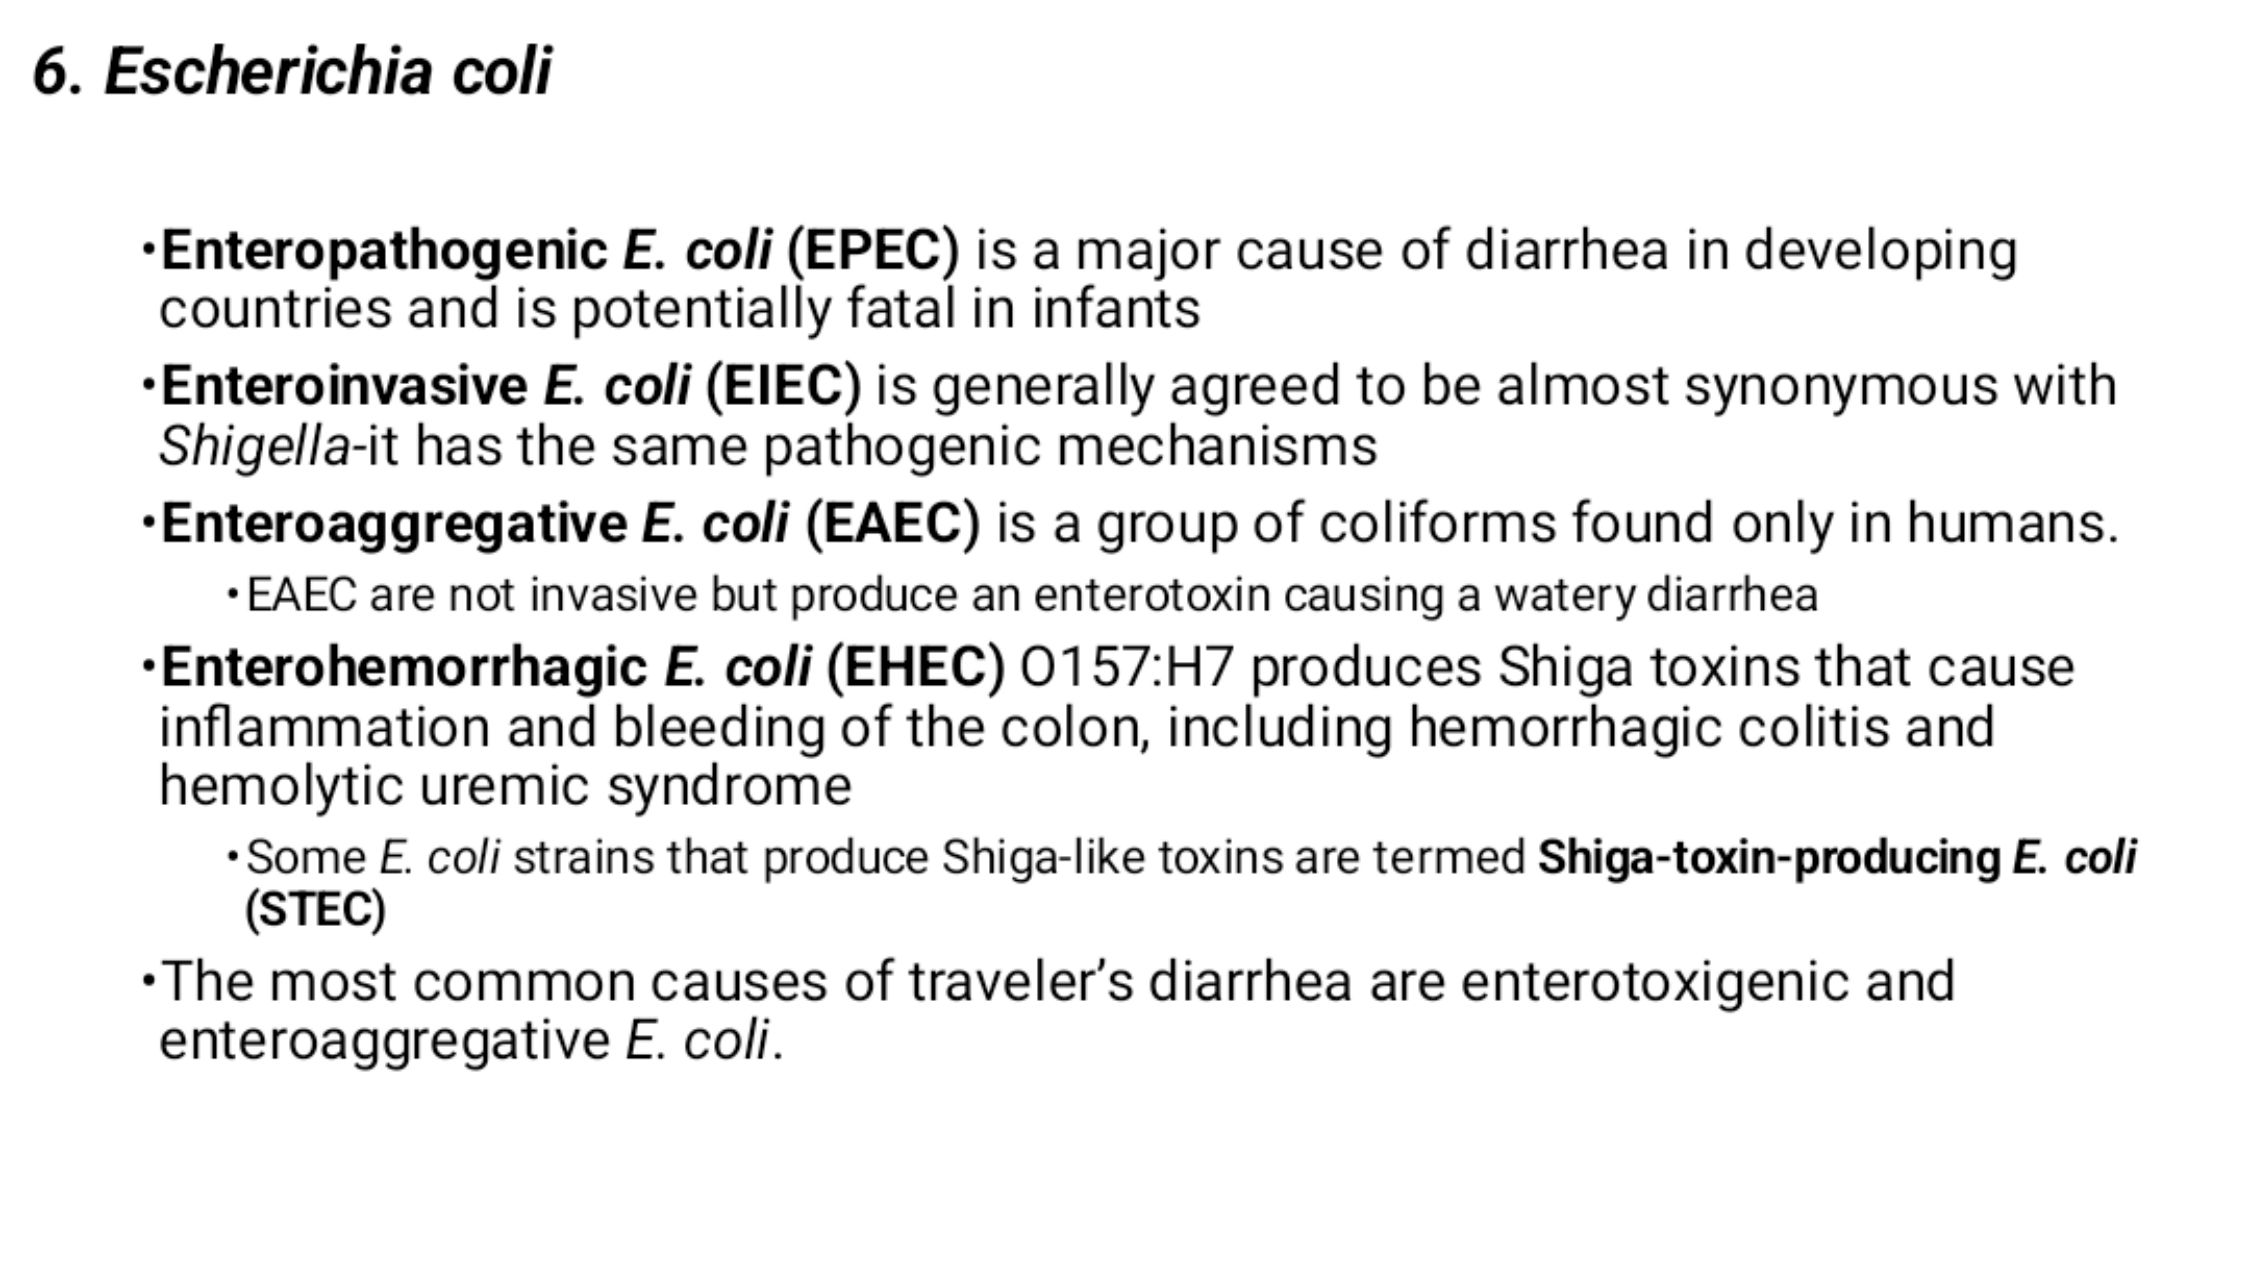 6. Escherichia coli
•Enteropathogenic E. coli (EPEC) is a major cause of diarrhea in developing
countries and is potentially fatal in infants
•Enteroinvasive E. coli (EIEC) is generally agreed to be almost synonymous with
Shigella-it has the same pathogenic mechanisms
•Enteroaggregative E. coli (EAEC) is a group of coliforms found only in humans.
•EAEC are not invasive but produce an enterotoxin causing a watery diarrhea
•Enterohemorrhagic E. coli (EHEC) O157:H7 produces Shiga toxins that cause
inflammation and bleeding of the colon, including hemorrhagic colitis and
hemolytic uremic syndrome
•Some E. coli strains that produce Shiga-like toxins are termed Shiga-toxin-producing E. coli
(STEC)
•The most common causes of traveler’s diarrhea are enterotoxigenic and
enteroaggregative E. coli.